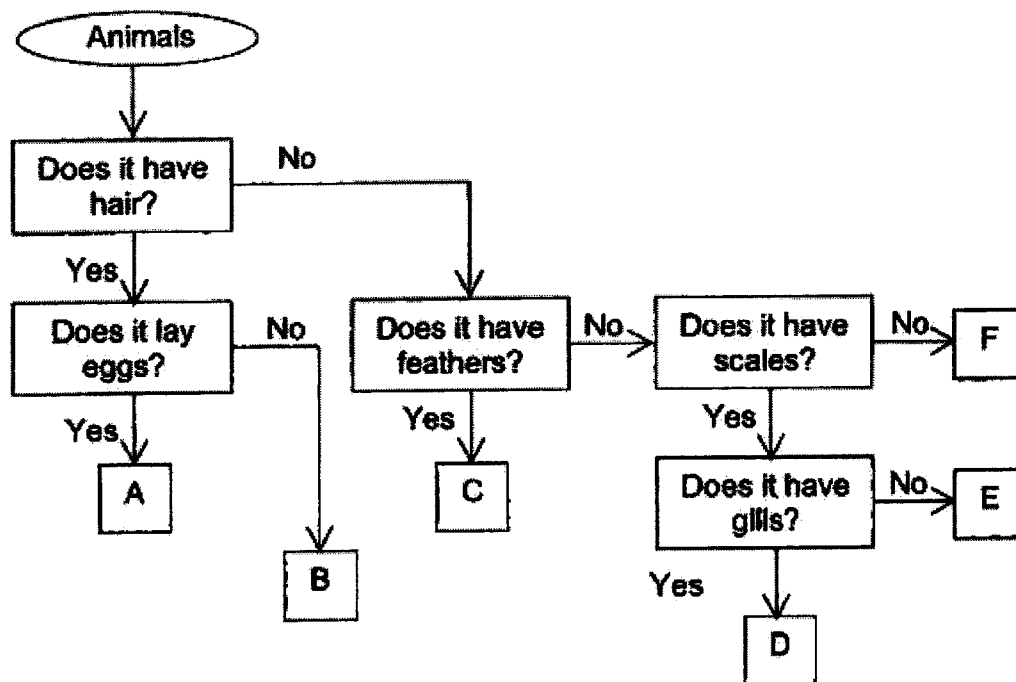 Animals
Does it have
hair?
No
Yes
Does it lay
eggs?
No
Yes
A
B
Does it have
feathers?
No
Yes
C
Does it have
scales?
No
F
Yes
Does it have
gills?
No
E
Yes
D